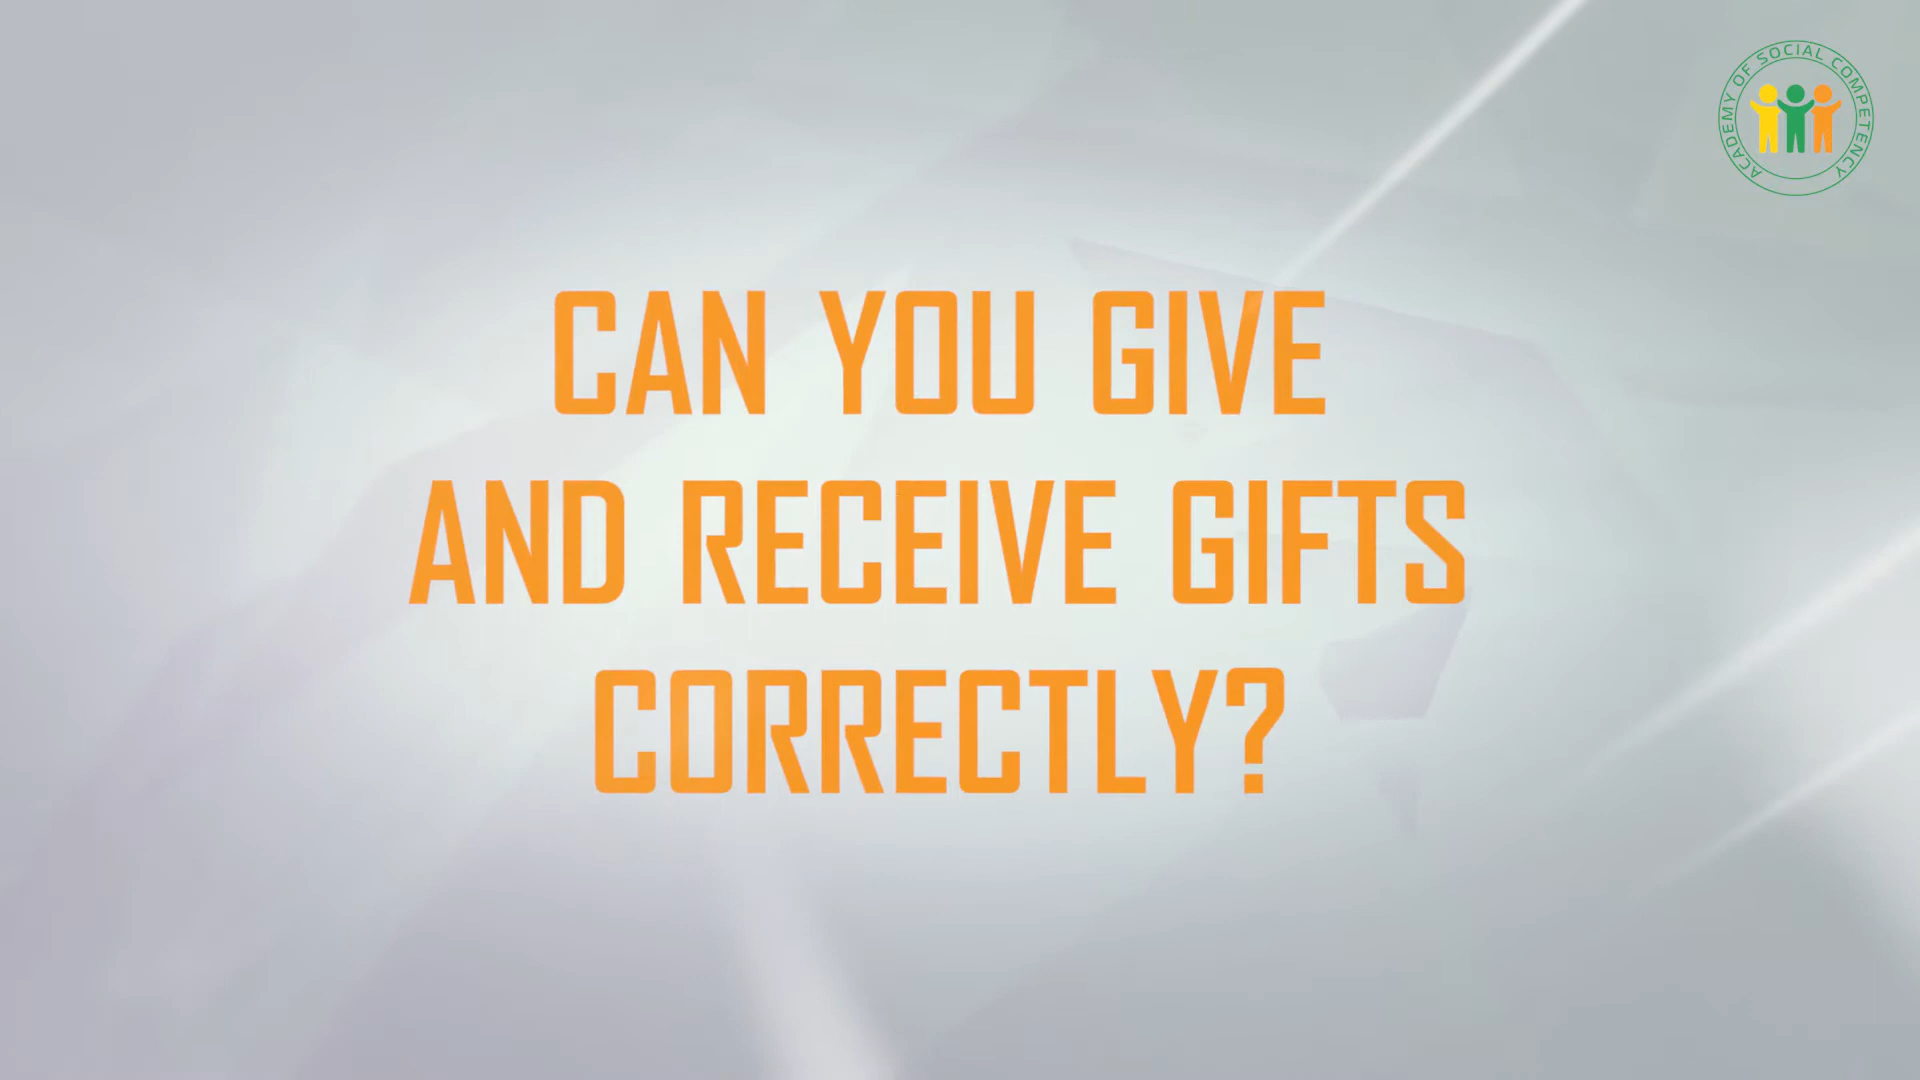 ACADEMY OF SOCIAL COMPETENCY
CAN YOU GIVE
AND RECEIVE GIFTS
CORRECTLY?